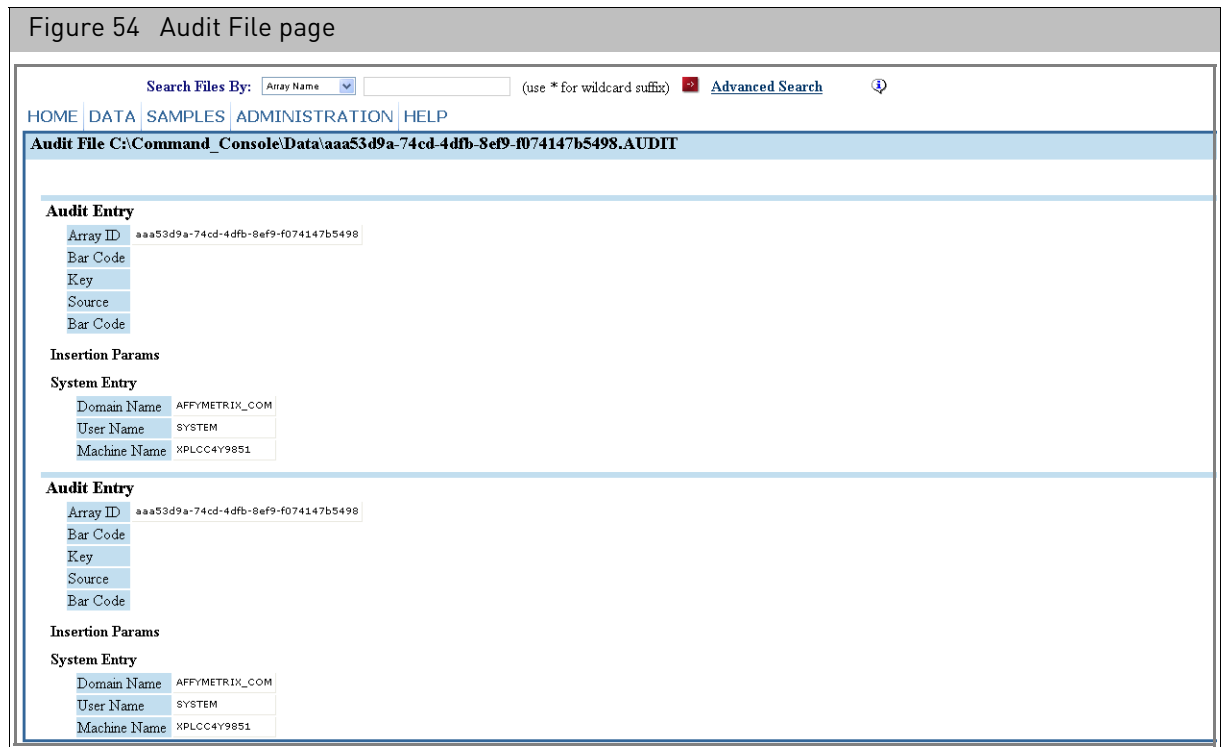 Figure 54 Audit File page
Search Files By: Array Name (use * for wildcard suffix) Advanced Search
HOME DATA SAMPLES ADMINISTRATION HELP
Audit File C:\Command_Console\Data\aaa53d9a-74cd-4dfb-8ef9-f074147b5498.AUDIT
Audit Entry
Array ID aaa53d9a-74cd-4dfb-8ef9-f074147b5498
Bar Code
Key
Source
Bar Code
Insertion Params
System Entry
Domain Name AFFYMETRIX_COM
User Name SYSTEM
Machine Name XPLCC4Y9851
Audit Entry
Array ID aaa53d9a-74cd-4dfb-8ef9-f074147b5498
Bar Code
Key
Source
Bar Code
Insertion Params
System Entry
Domain Name AFFYMETRIX_COM
User Name SYSTEM
Machine Name XPLCC4Y9851